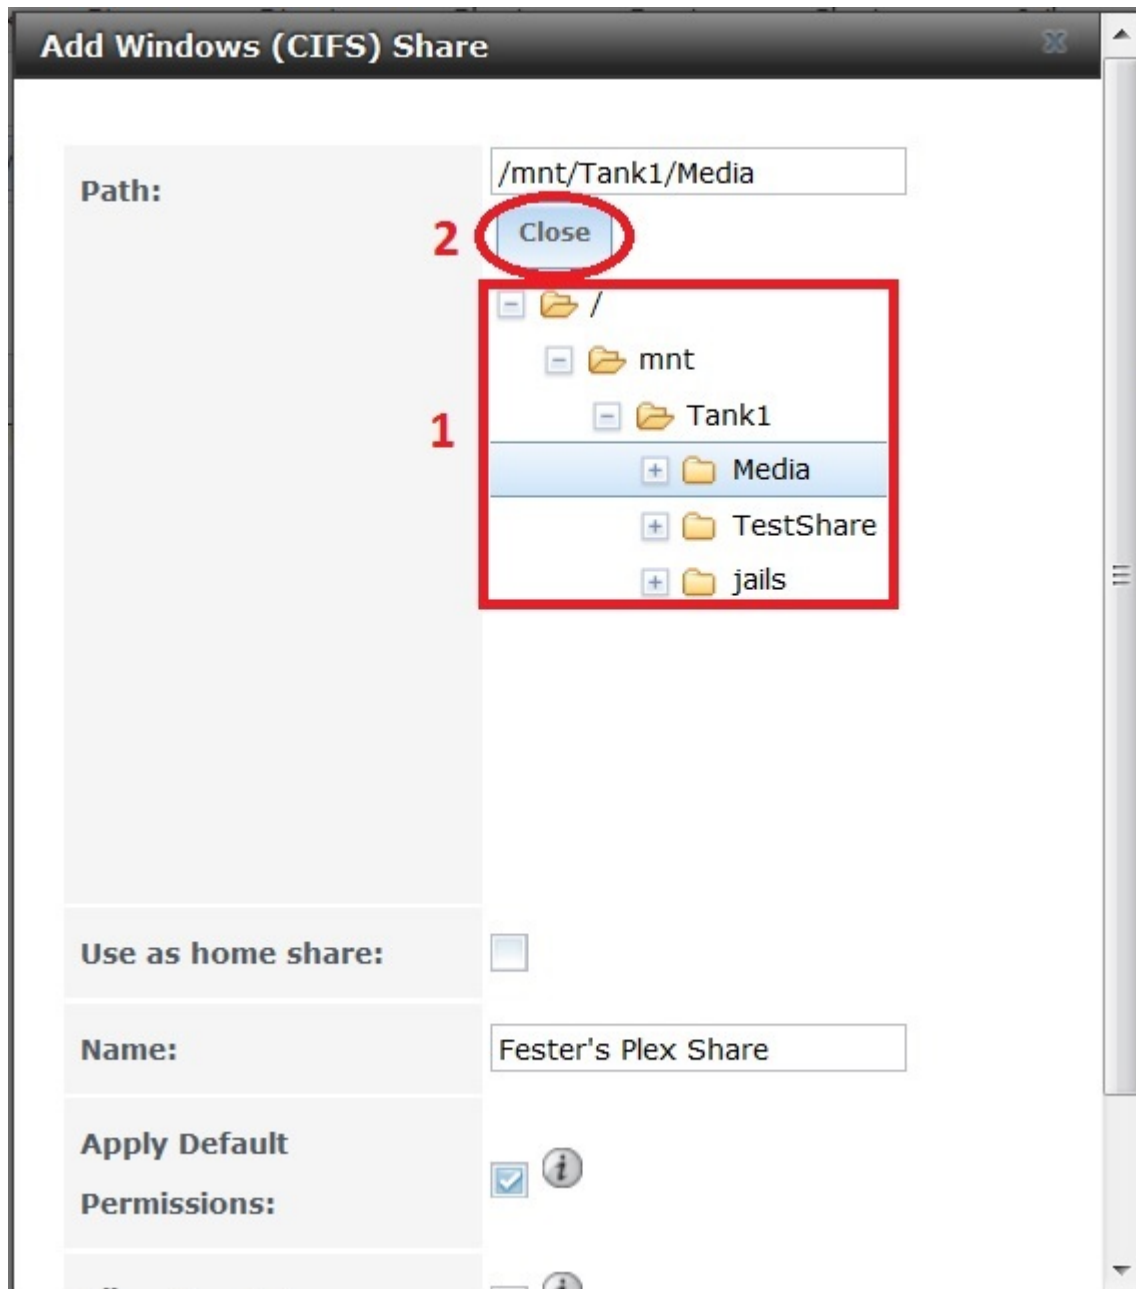 Add Windows (CIFS) Share
Path:
/mnt/Tank1/Media
2
Close
/
mnt
1
Tank1
Media
TestShare
jails
Use as home share:
Name:
Fester's Plex Share
Apply Default
Permissions: